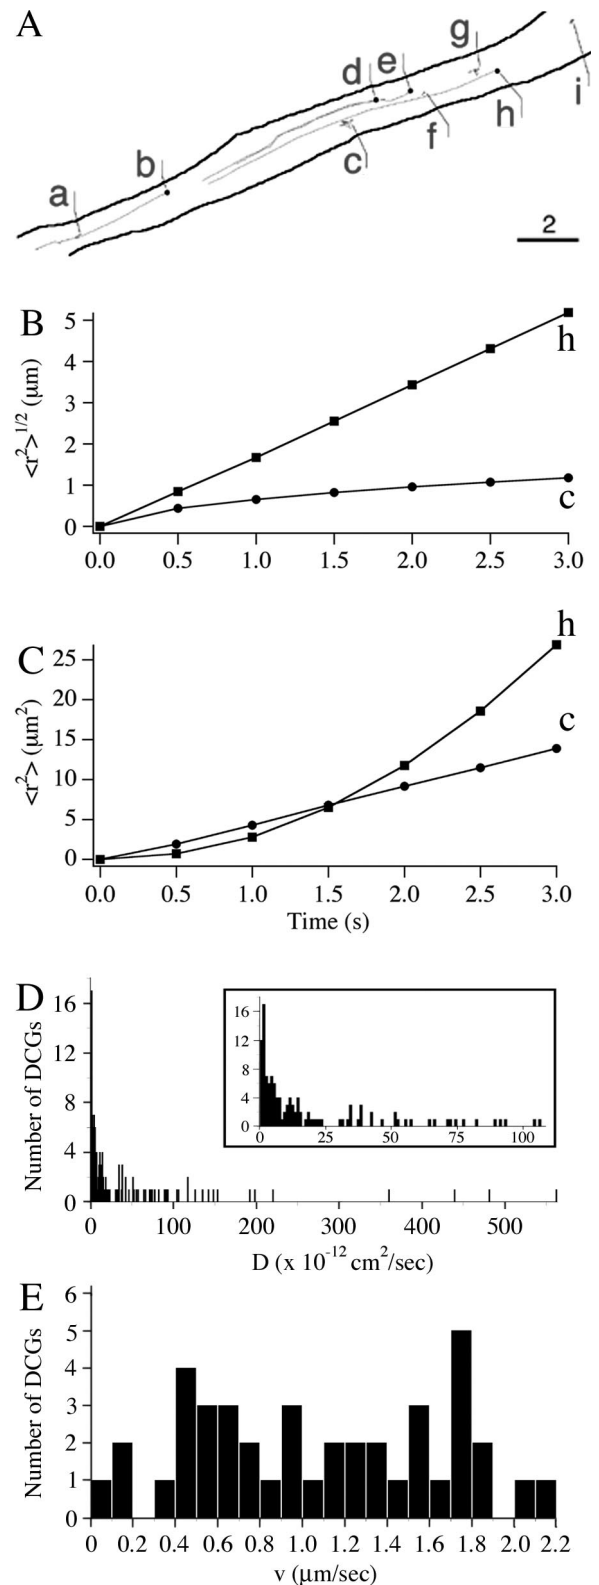 A
a
b
d
e
g
c
f
h
i
2
B
<r²>^1/2 (µm)
5
4
3
2
1
0
h
c
0.0 0.5 1.0 1.5 2.0 2.5 3.0
C
<r²> (µm²)
25
20
15
10
5
0
h
c
0.0 0.5 1.0 1.5 2.0 2.5 3.0
Time (s)
D
Number of DCGs
16
12
8
4
0
16
12
8
4
0
0 25 50 75 100
0 100 200 300 400 500
D (x 10⁻¹² cm²/sec)
E
Number of DCGs
6
5
4
3
2
1
0
0 0.2 0.4 0.6 0.8 1.0 1.2 1.4 1.6 1.8 2.0 2.2
v (µm/sec)